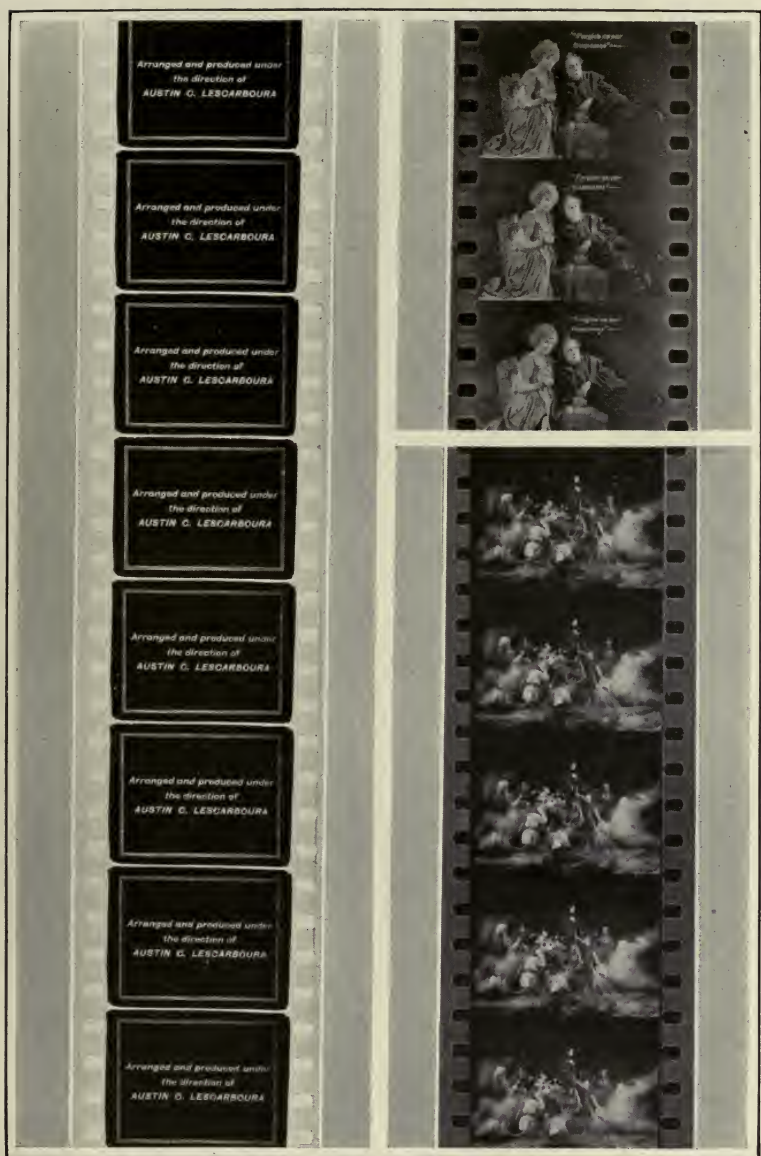 Arranged and produced under
the direction of
AUSTIN C. LESCARBOURA
Arranged and produced under
the direction of
AUSTIN C. LESCARBOURA
Arranged and produced under
the direction of
AUSTIN C. LESCARBOURA
Arranged and produced under
the direction of
AUSTIN C. LESCARBOURA
Arranged and produced under
the direction of
AUSTIN C. LESCARBOURA
Arranged and produced under
the direction of
AUSTIN C. LESCARBOURA
Arranged and produced under
the direction of
AUSTIN C. LESCARBOURA
Arranged and produced under
the direction of
AUSTIN C. LESCARBOURA